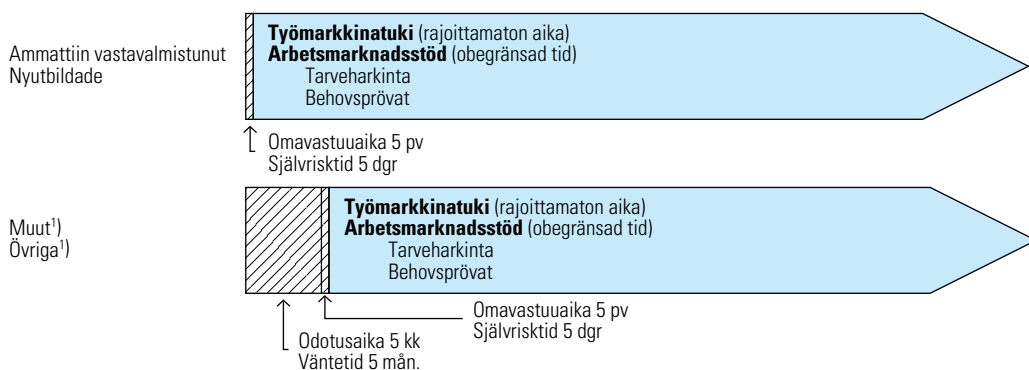 Työmarkkinatuki (rajoittamaton aika)
Arbetsmarknadsstöd (obegränsad tid)
Tarveharkinta
Behovsprövat
Ammattiin vastavalmistunut
Nyutbildade
Omavastuuaika 5 pv
Självrisktid 5 dgr
Työmarkkinatuki (rajoittamaton aika)
Arbetsmarknadsstöd (obegränsad tid)
Tarveharkinta
Behovsprövat
Muut¹)
Övriga¹)
Omavastuuaika 5 pv
Självrisktid 5 dgr
Odotusaika 5 kk
Väntetid 5 mån.